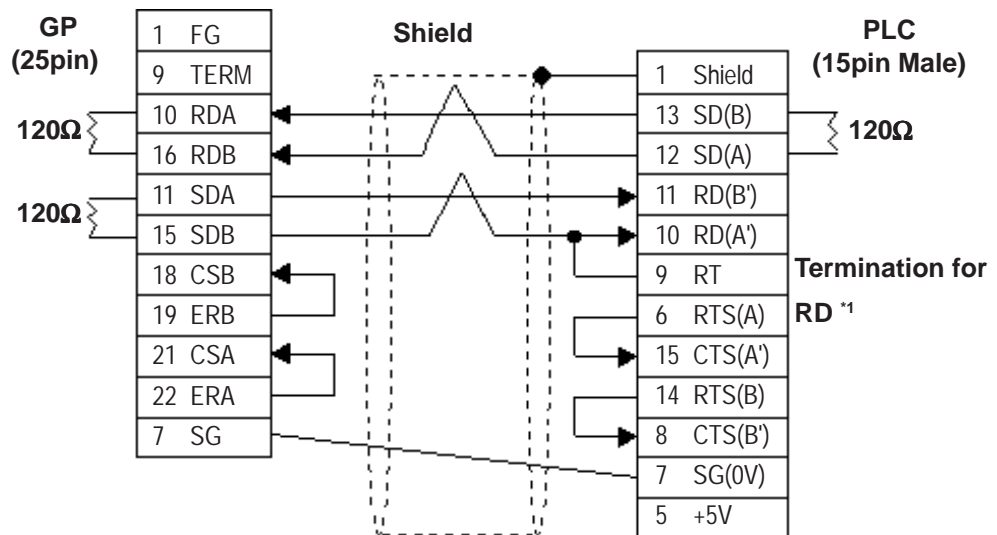 GP
(25pin)
1 FG
9 TERM
10 RDA
16 RDB
11 SDA
15 SDB
18 CSB
19 ERB
21 CSA
22 ERA
7 SG
120Ω
120Ω
Shield
PLC
(15pin Male)
1 Shield
13 SD(B)
12 SD(A)
11 RD(B')
10 RD(A')
9 RT
6 RTS(A)
15 CTS(A')
14 RTS(B)
8 CTS(B')
7 SG(0V)
5 +5V
120Ω
Termination for
RD *1